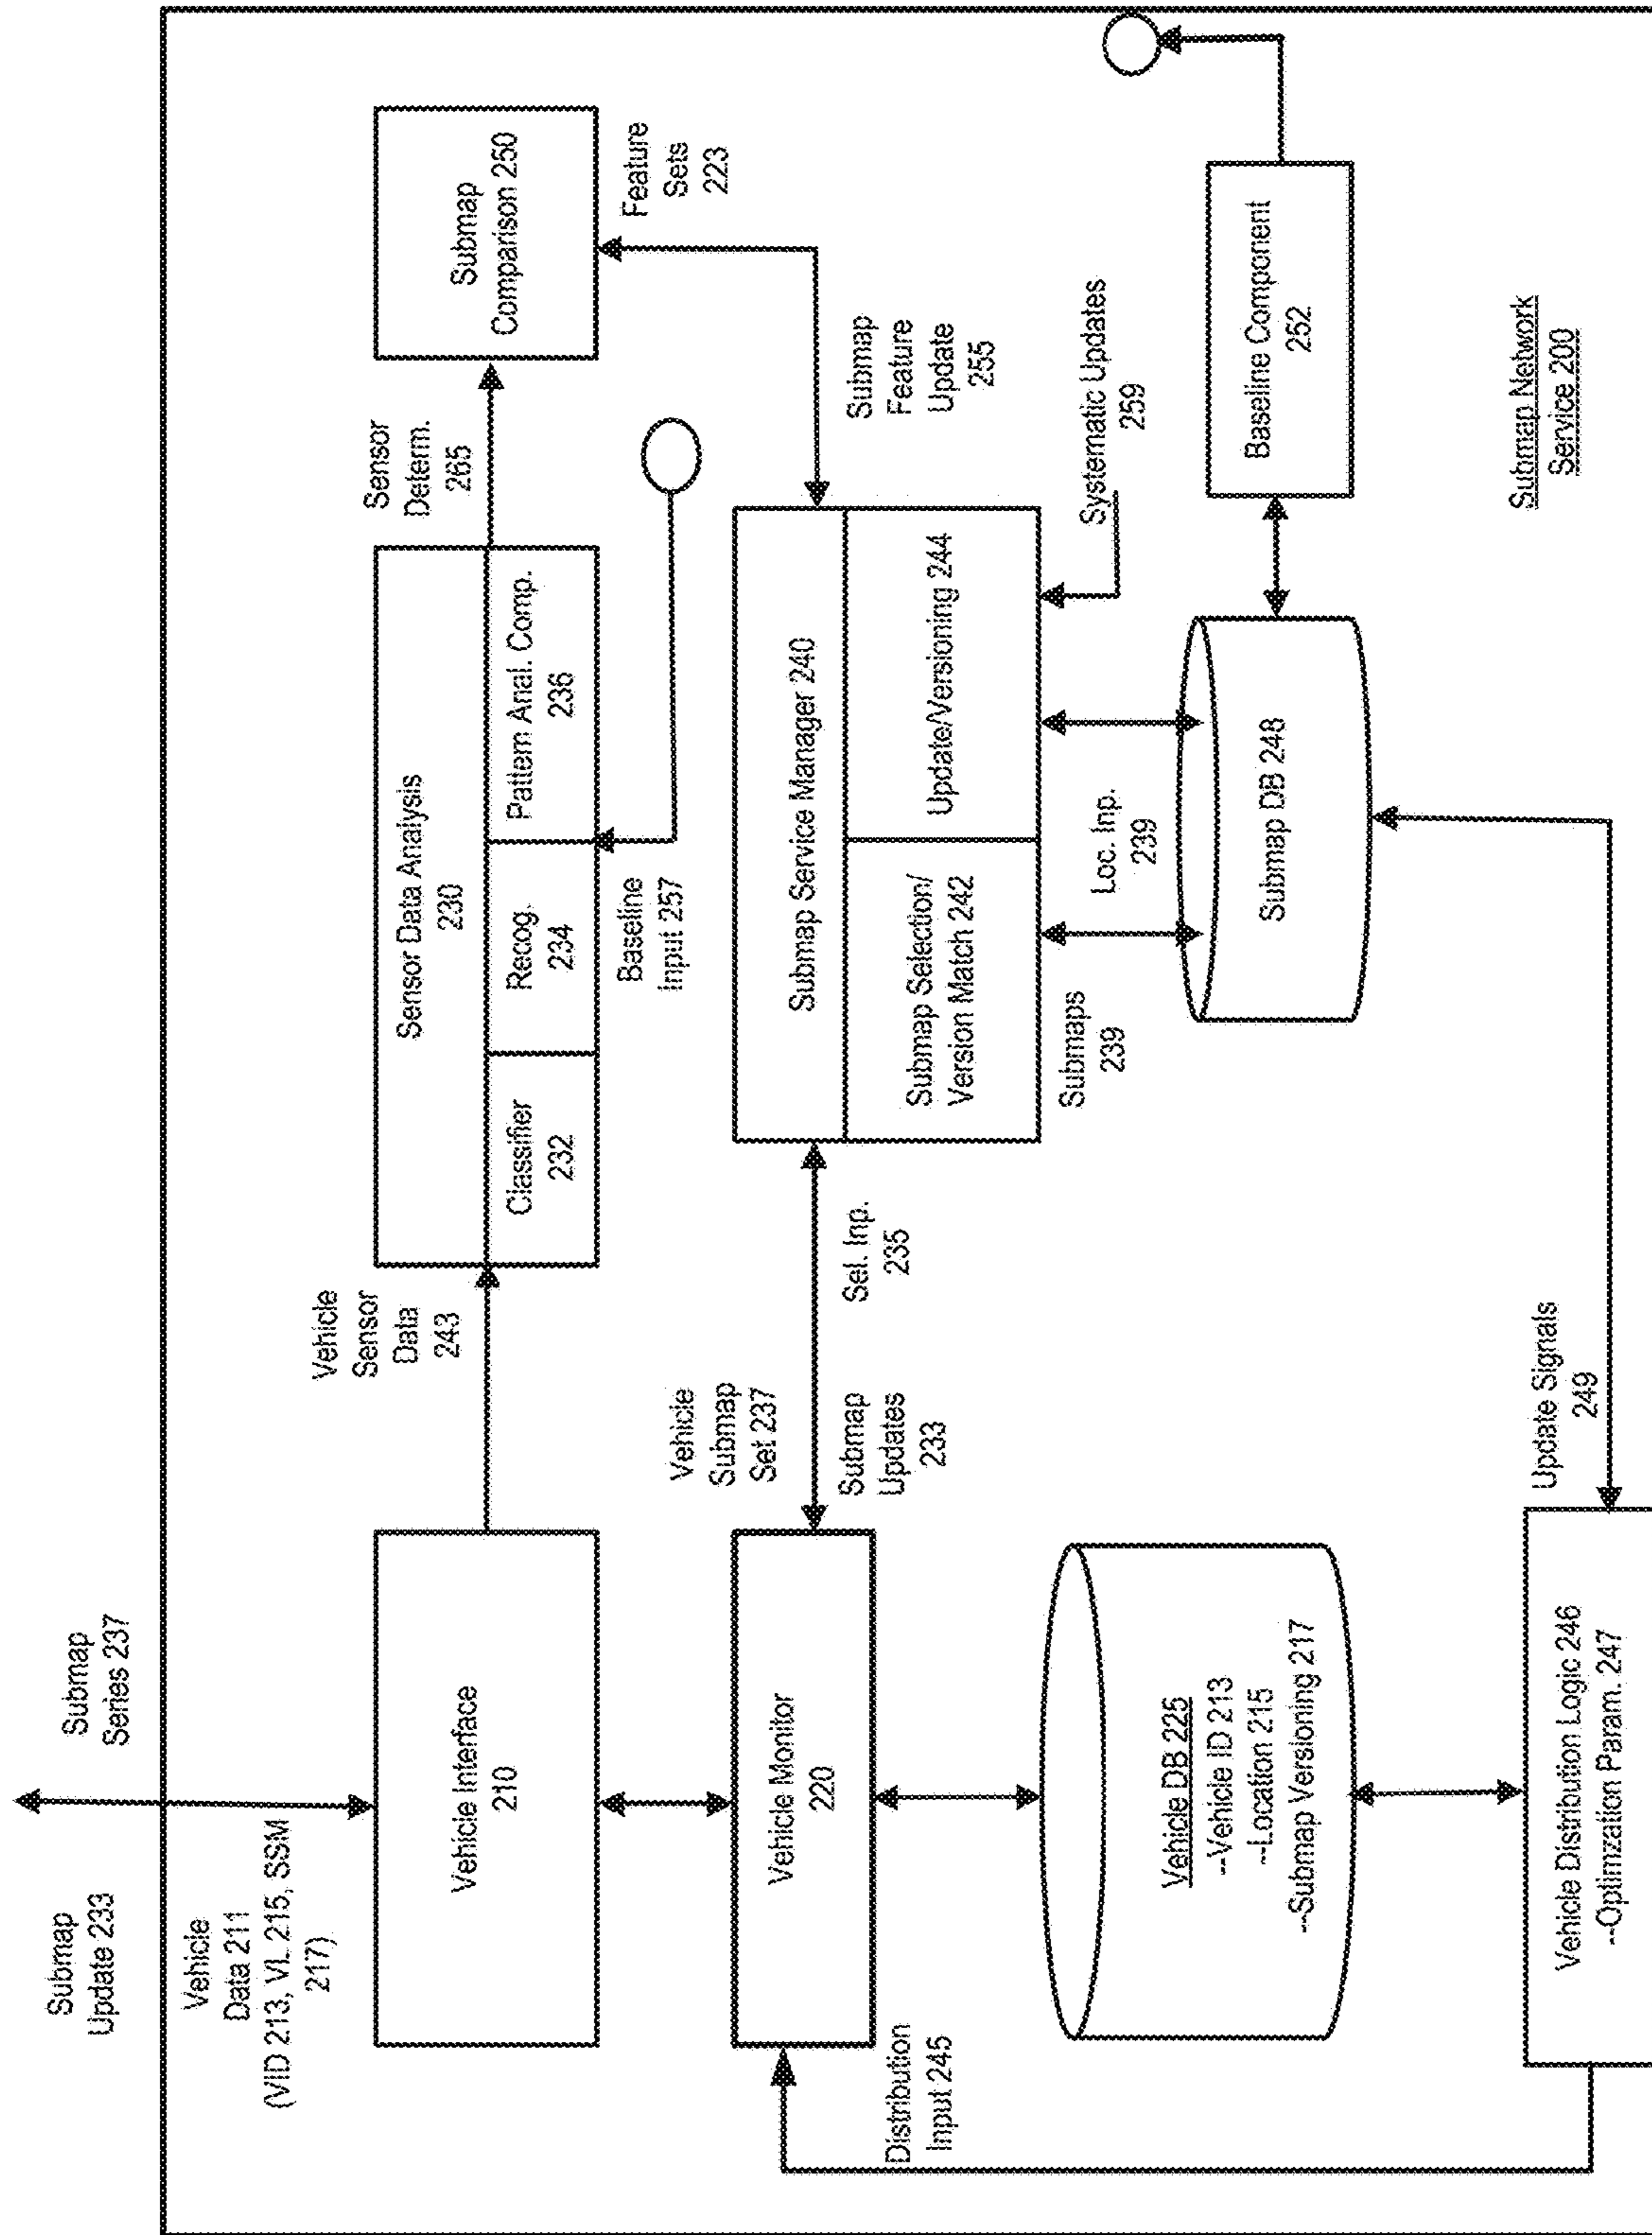 Submap
Update 233
Submap
Series 237
Vehicle
Data 211
(VID 213, VL 215, SSM
217)
Vehicle Interface
210
Vehicle
Sensor
Data
243
Sensor Data Analysis
230
Classifier
232
Recog.
234
Pattern Anal. Comp.
236
Sensor
Determ.
265
Submap
Comparison 250
Baseline
Input 257
Feature
Sets
223
Vehicle Monitor
220
Vehicle
Submap
Set 237
Submap
Updates
233
Sel. Inp.
235
Submap Service Manager 240
Submap Selection/
Version Match 242
Update/Versioning 244
Submap
Feature
Update
255
Distribution
Input 245
Vehicle DB 225
--Vehicle ID 213
--Location 215
--Submap Versioning 217
Submaps
239
Loc. Inp.
239
Systematic Updates
259
Submap DB 248
Baseline Component
252
Vehicle Distribution Logic 246
--Optimzation Param. 247
Update Signals
249
Submap Network
Service 200